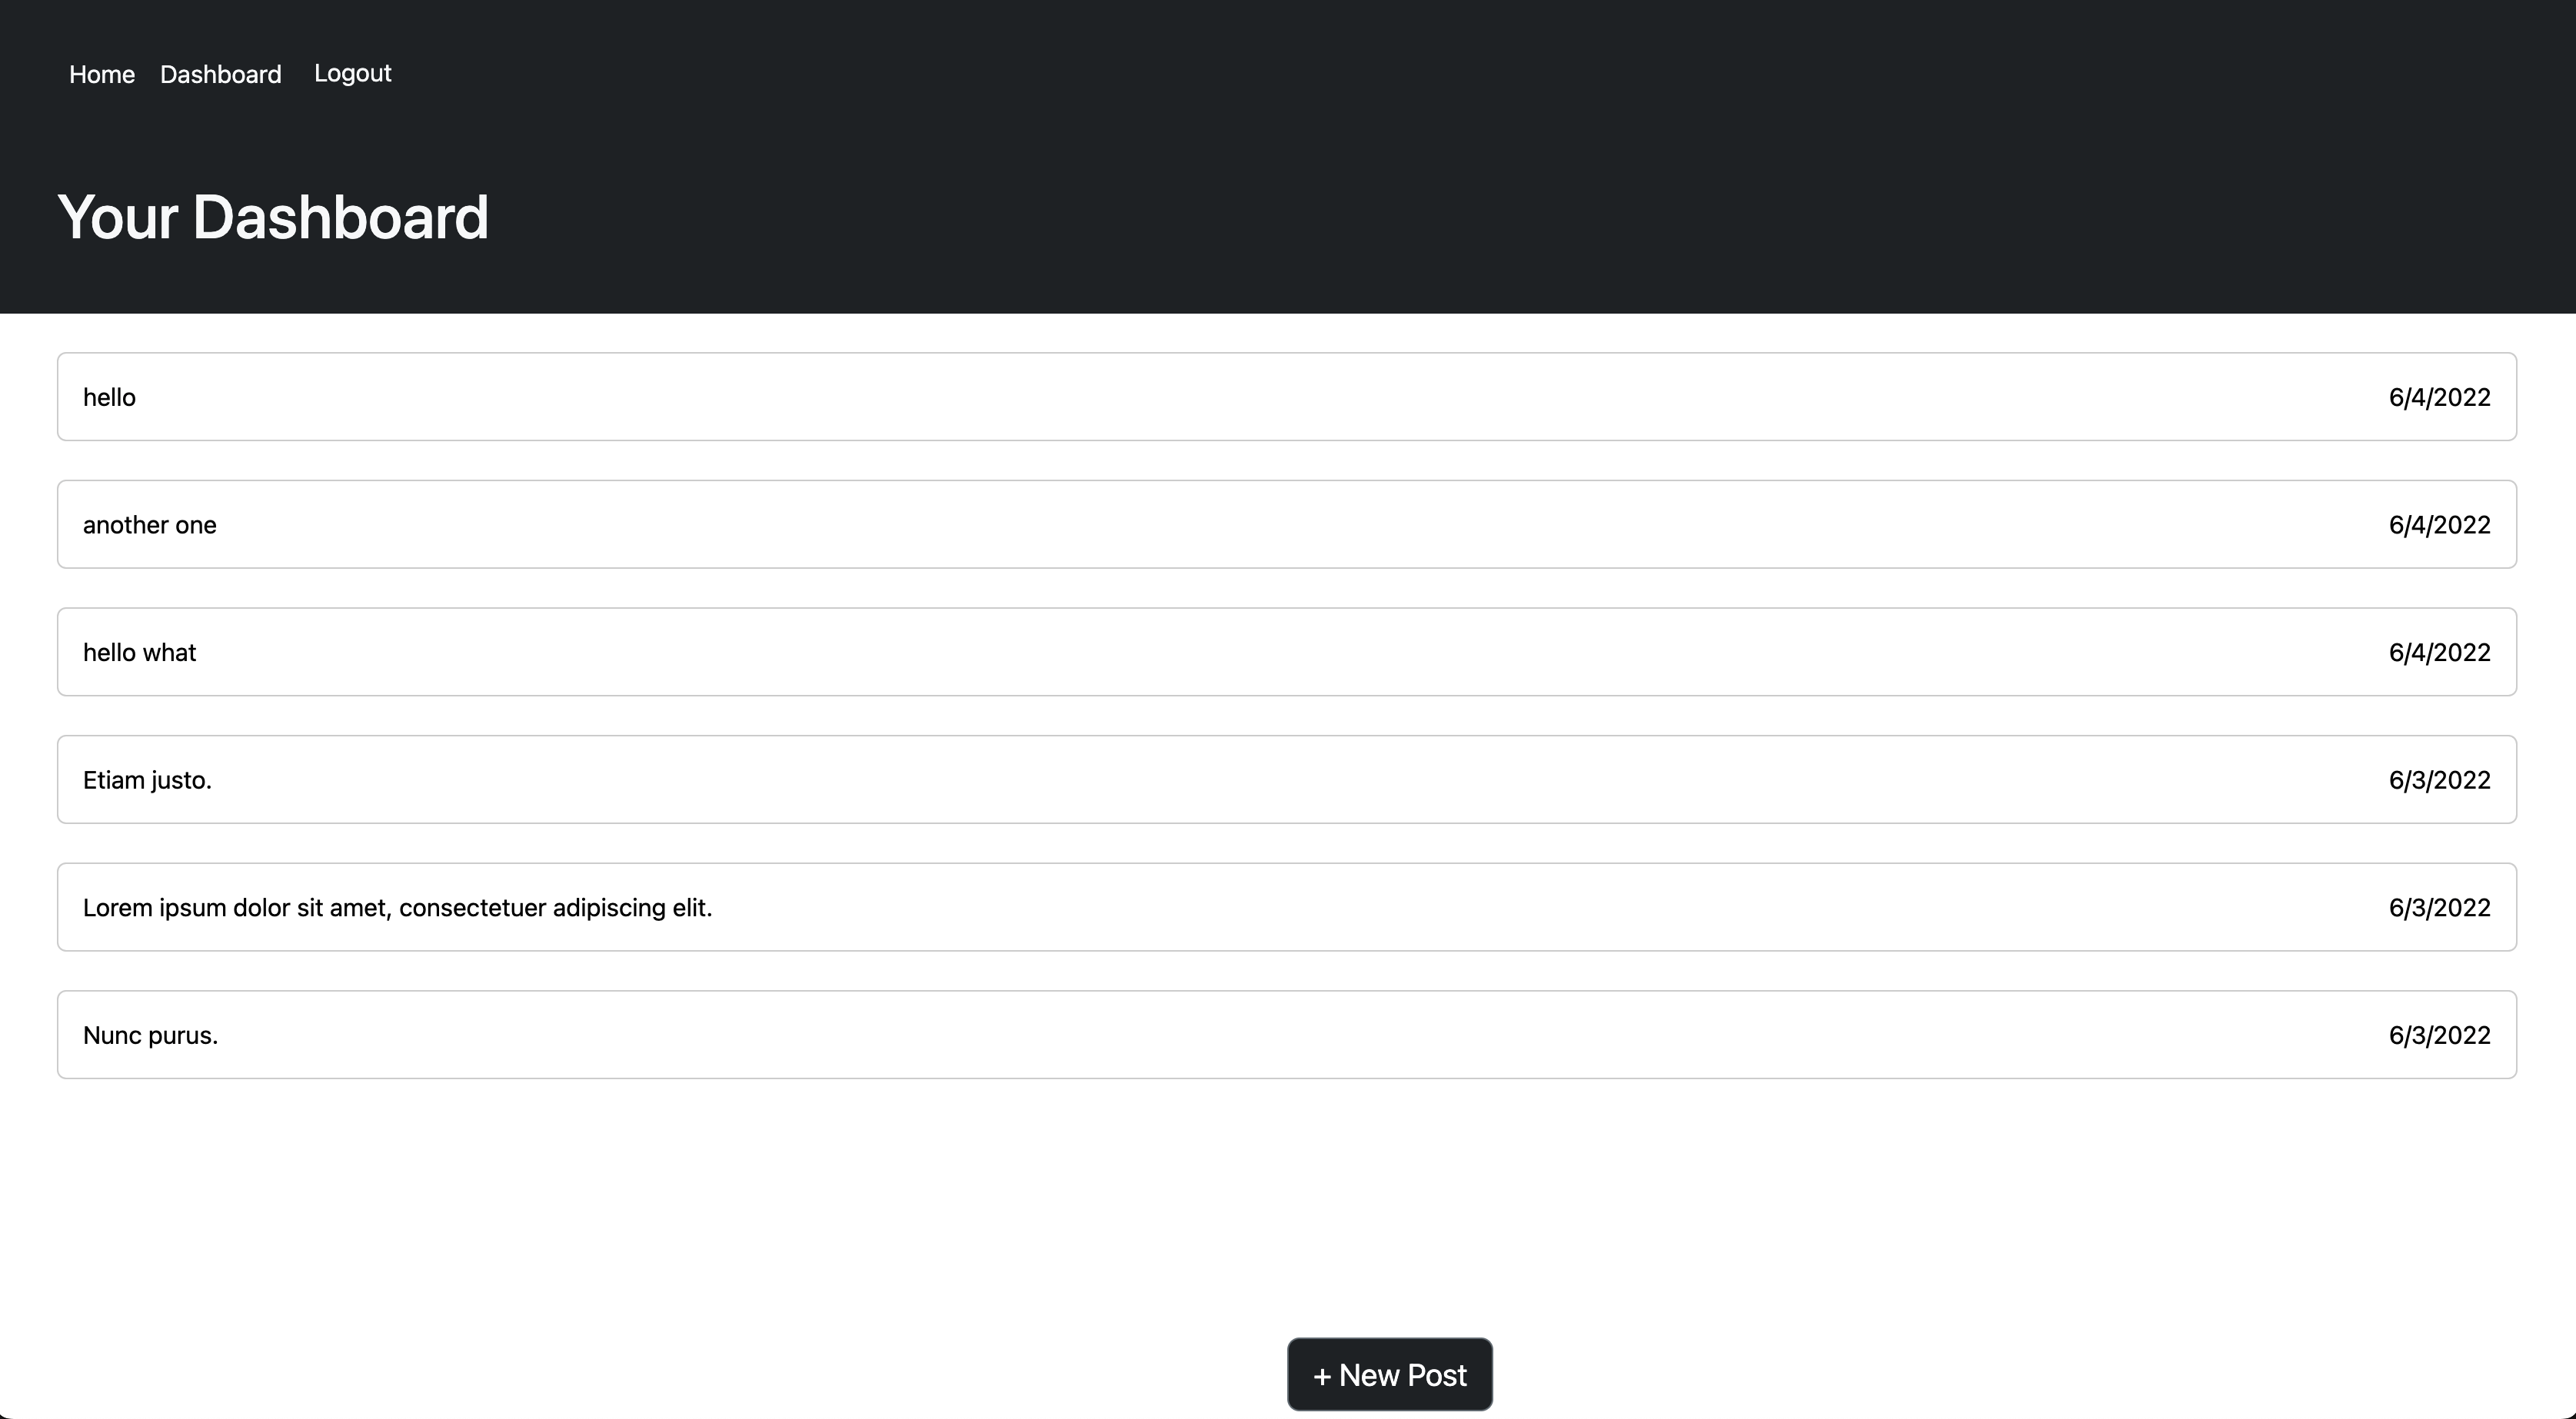 Home Dashboard Logout
Your Dashboard
hello 6/4/2022
another one 6/4/2022
hello what 6/4/2022
Etiam justo. 6/3/2022
Lorem ipsum dolor sit amet, consectetuer adipiscing elit. 6/3/2022
Nunc purus. 6/3/2022
+ New Post